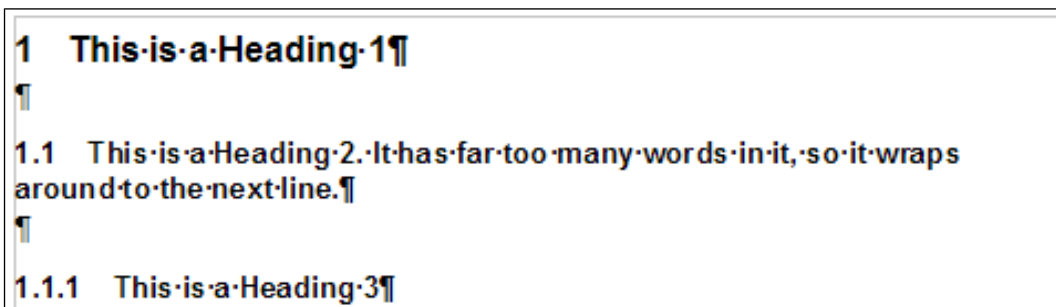 1 This·is·a·Heading·1¶
¶
1.1 This·is·a·Heading·2.·It·has·far·too·many·words·in·it,·so·it·wraps
around·to·the·next·line.¶
¶
1.1.1 This·is·a·Heading·3¶